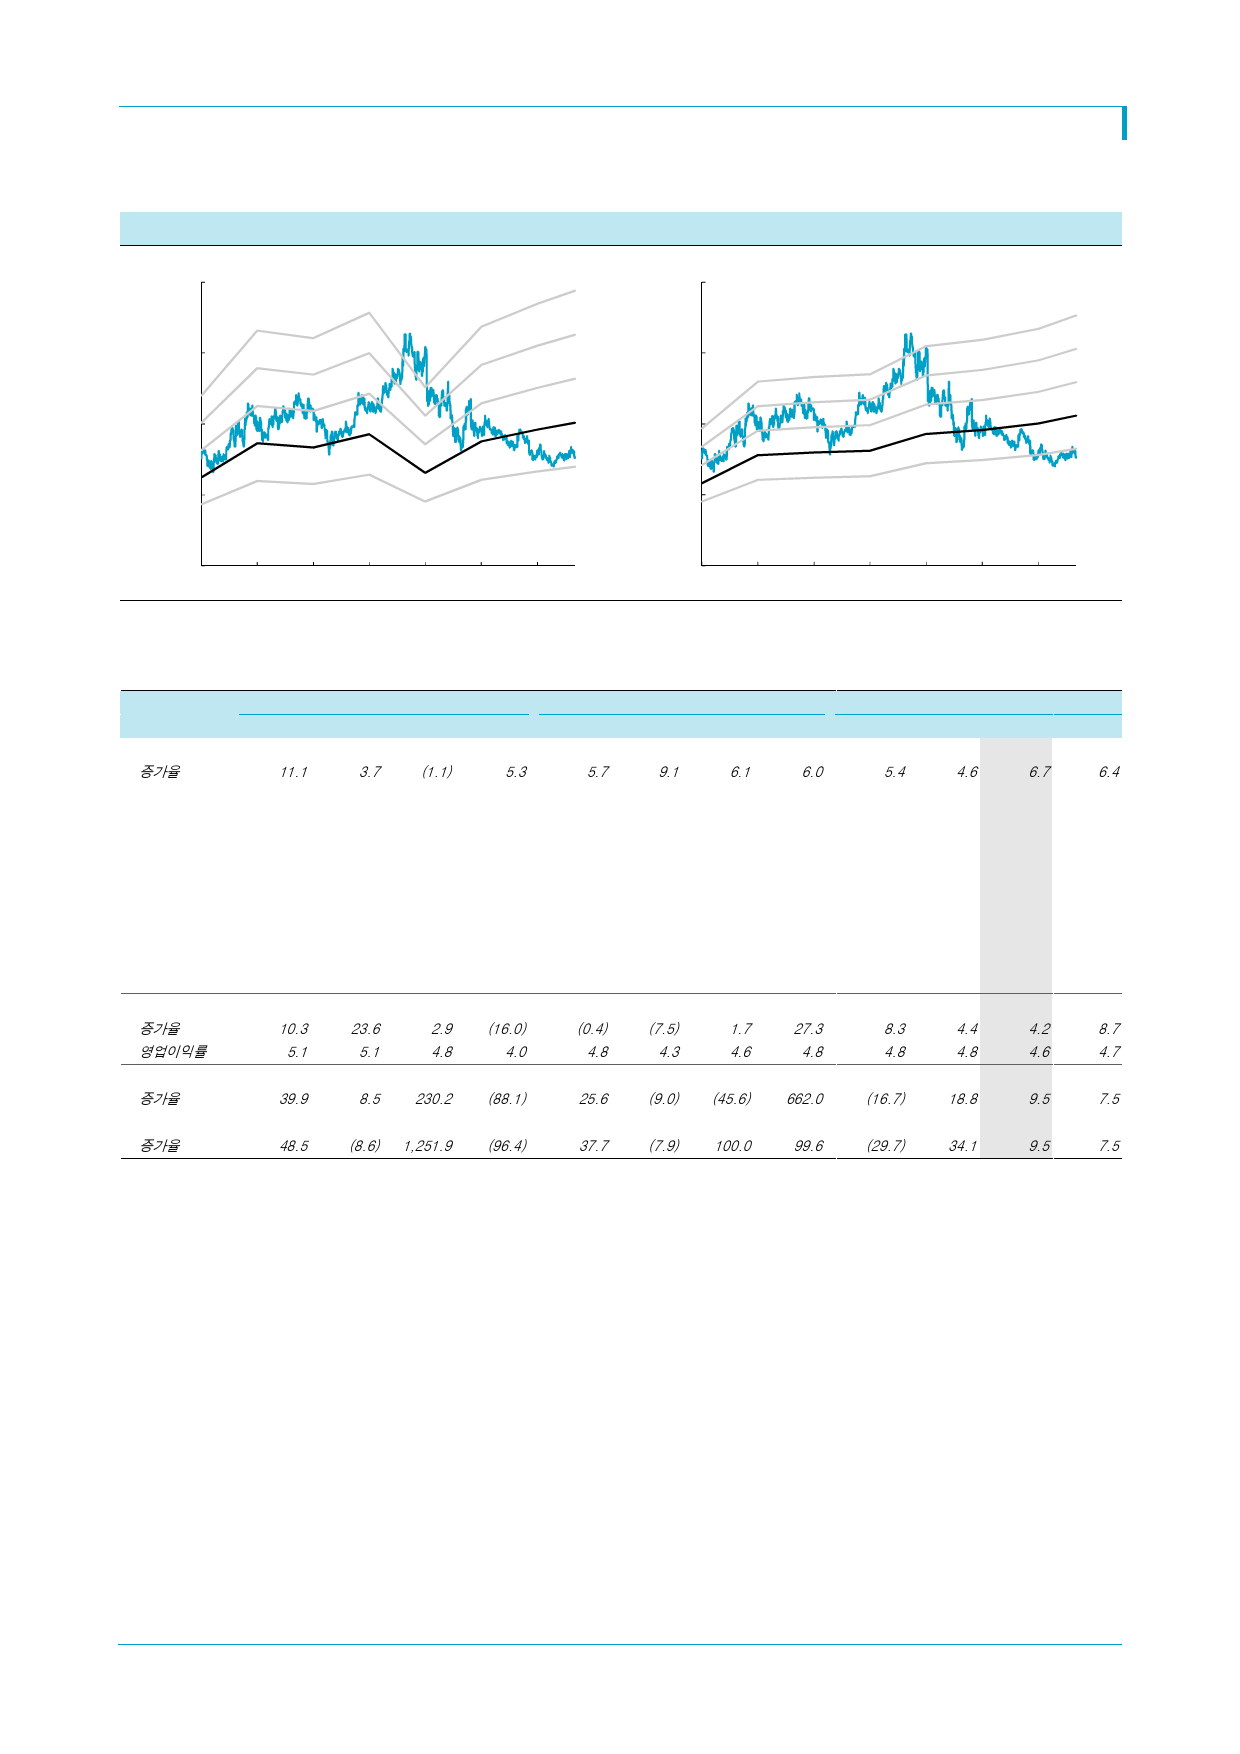 증가율 11.1 3.7 (1.1) 5.3 5.7 9.1 6.1 6.0 5.4 4.6 6.7 6.4
증가율 10.3 23.6 2.9 (16.0) (0.4) (7.5) 1.7 27.3 8.3 4.4 4.2 8.7
영업이익률 5.1 5.1 4.8 4.0 4.8 4.3 4.6 4.8 4.8 4.8 4.6 4.7
증가율 39.9 8.5 230.2 (88.1) 25.6 (9.0) (45.6) 662.0 (16.7) 18.8 9.5 7.5
증가율 48.5 (8.6) 1,251.9 (96.4) 37.7 (7.9) 100.0 99.6 (29.7) 34.1 9.5 7.5